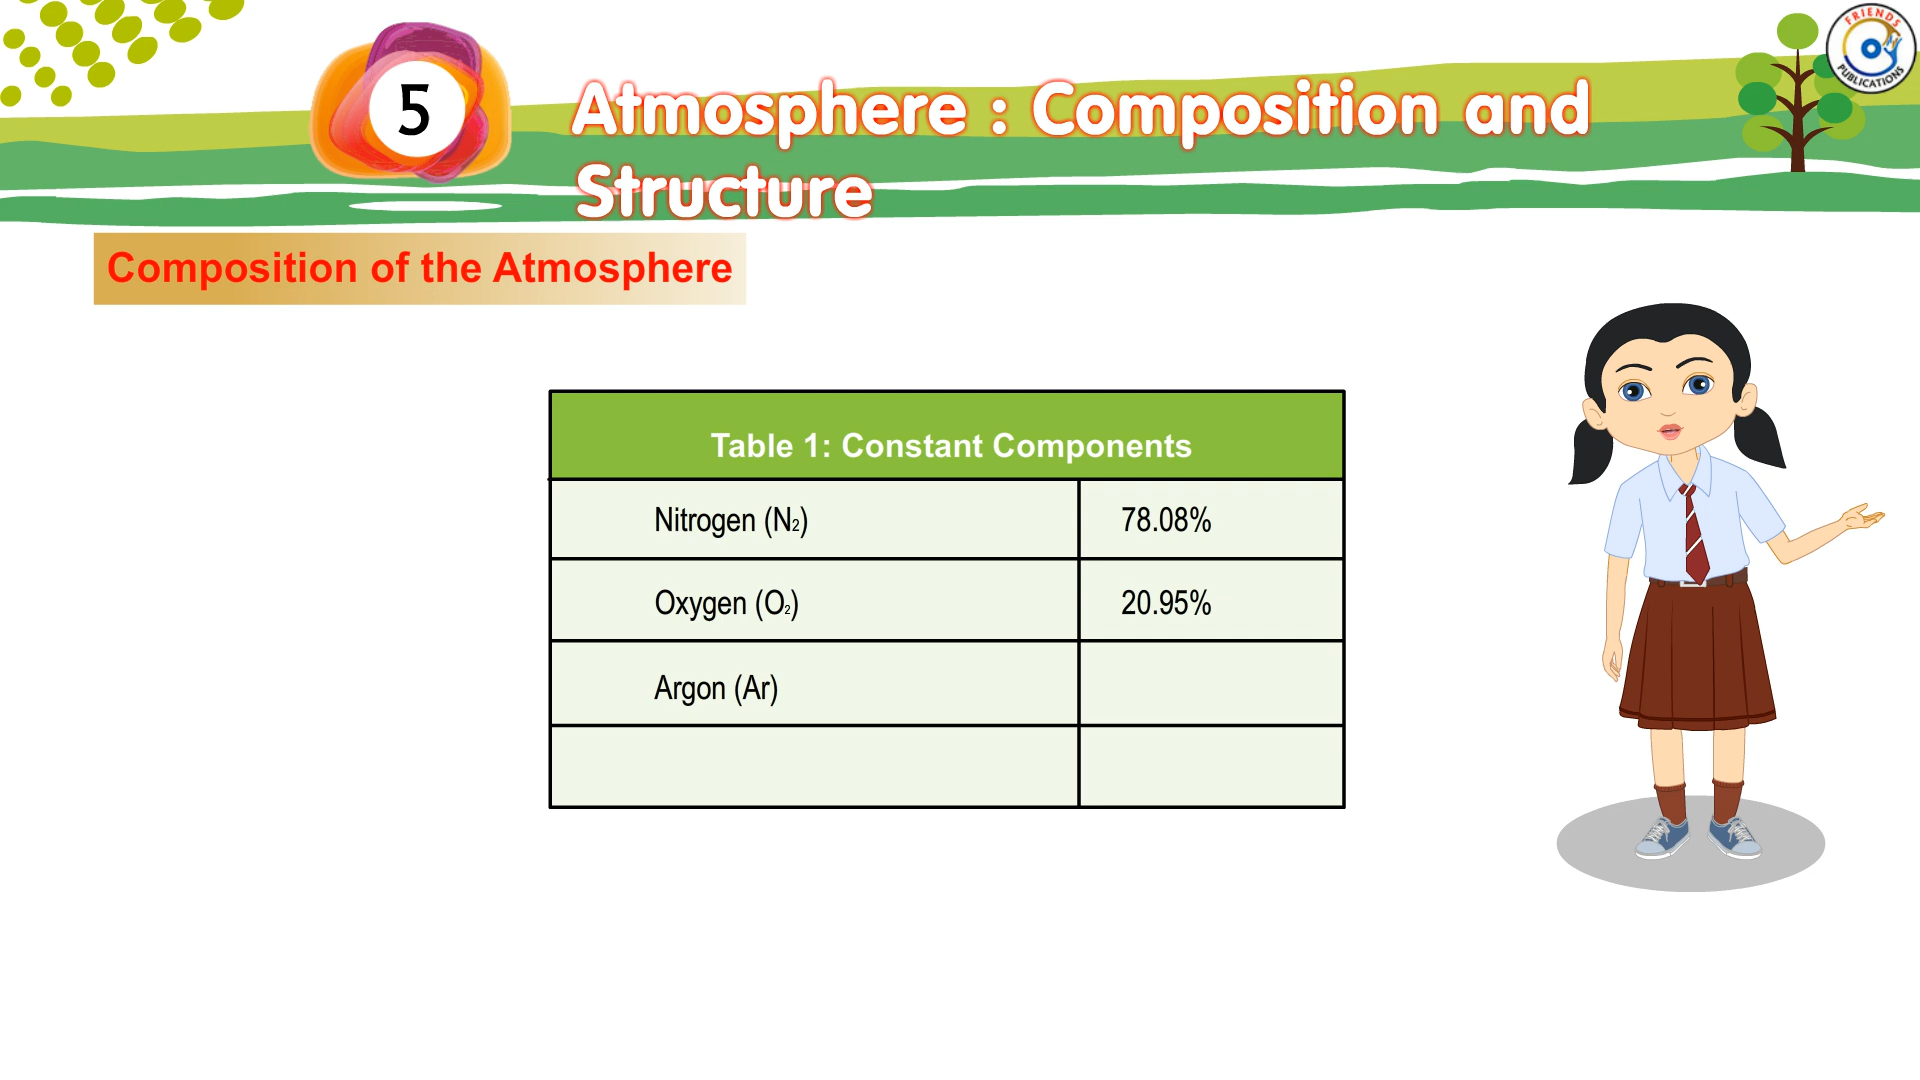 5
Atmosphere : Composition and
Structure
FRIENDS
PUBLICATIONS
Composition of the Atmosphere
Table 1: Constant Components
Nitrogen (N₂) 78.08%
Oxygen (O₂) 20.95%
Argon (Ar)